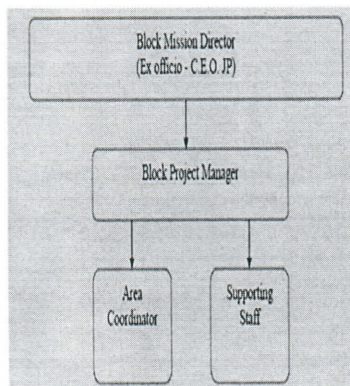 Block Mission Director
(Ex officio - C.E.O. JP)
Block Project Manager
Area
Coordinator
Supporting
Staff